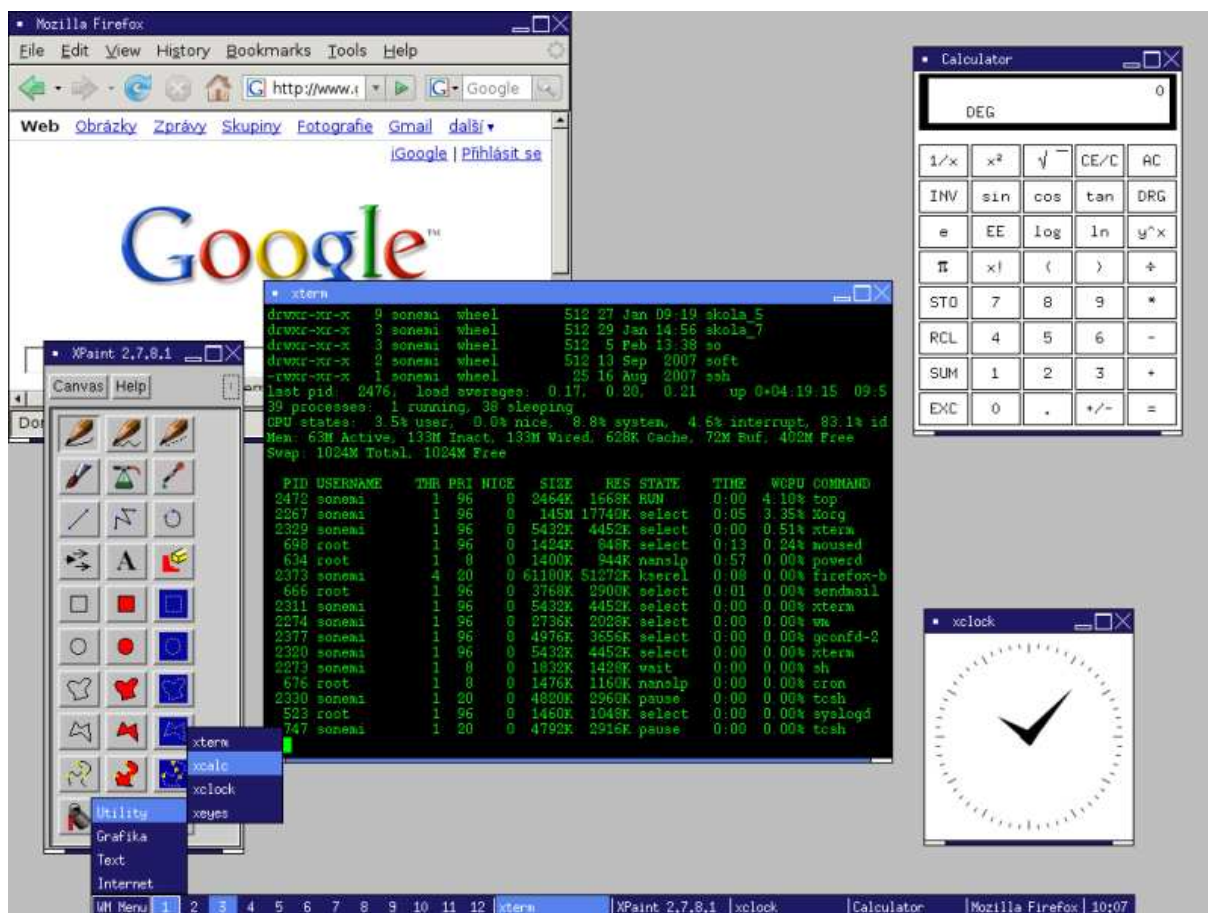 Mozilla Firefox
File Edit View History Bookmarks Tools Help
http://www.
Google
Web Obrázky Zprávy Skupiny Fotografie Gmail další
iGoogle | Přihlásit se
Google™
Calculator
0
DEG
1/x x² √ CE/C AC
INV sin cos tan DRG
e EE log ln y^x
π x! ( ) ÷
STO 7 8 9 *
RCL 4 5 6 -
SUM 1 2 3 +
EXC 0 . +/- =
xterm
drwxr-xr-x 9 sonemi wheel 512 27 Jan 09:19 skola_5
drwxr-xr-x 3 sonemi wheel 512 29 Jan 14:56 skola_7
drwxr-xr-x 3 sonemi wheel 512 5 Feb 13:38 so
drwxr-xr-x 2 sonemi wheel 512 13 Sep 2007 soft
-rwxr-xr-x 1 sonemi wheel 25 16 Aug 2007 ssh
last pid: 2476; load averages: 0.17, 0.20, 0.21 up 0+04:19:15 09:5
39 processes: 1 running, 38 sleeping
CPU states: 3.5% user, 0.0% nice, 8.8% system, 4.6% interrupt, 83.1% id
Mem: 63M Active, 133M Inact, 133M Wired, 628K Cache, 72M Buf, 402M Free
Swap: 1024M Total, 1024M Free
PID USERNAME THR PRI NICE SIZE RES STATE TIME WCPU COMMAND
2472 sonemi 1 96 0 2464K 1668K RUN 0:00 4.10% top
2267 sonemi 1 96 0 145M 17740K select 0:05 3.35% Xorg
2329 sonemi 1 96 0 5432K 4452K select 0:00 0.51% xterm
698 root 1 96 0 1424K 848K select 0:13 0.24% moused
634 root 1 8 0 1400K 944K nanslp 0:57 0.00% powerd
2373 sonemi 4 20 0 61180K 51272K kserel 0:08 0.00% firefox-b
666 root 1 96 0 3768K 2900K select 0:01 0.00% sendmail
2311 sonemi 1 96 0 5432K 4452K select 0:00 0.00% xterm
2274 sonemi 1 96 0 2736K 2028K select 0:00 0.00% wm
2377 sonemi 1 96 0 4976K 3656K select 0:00 0.00% gconfd-2
2320 sonemi 1 96 0 5432K 4452K select 0:00 0.00% xterm
2273 sonemi 1 8 0 1832K 1428K wait 0:00 0.00% sh
676 root 1 8 0 1476K 1160K nanslp 0:00 0.00% cron
2330 sonemi 1 20 0 4820K 2960K pause 0:00 0.00% tcsh
523 root 1 96 0 1460K 1048K select 0:00 0.00% syslogd
747 sonemi 1 20 0 4792K 2916K pause 0:00 0.00% tcsh
XPaint 2.7.8.1
Canvas Help
A
xclock
xterm
xcalc
xclock
xeyes
Utility
Grafika
Text
Internet
WM Menu 1 2 3 4 5 6 7 8 9 10 11 12 xterm XPaint 2.7.8.1 xclock Calculator Mozilla Firefox 10:07